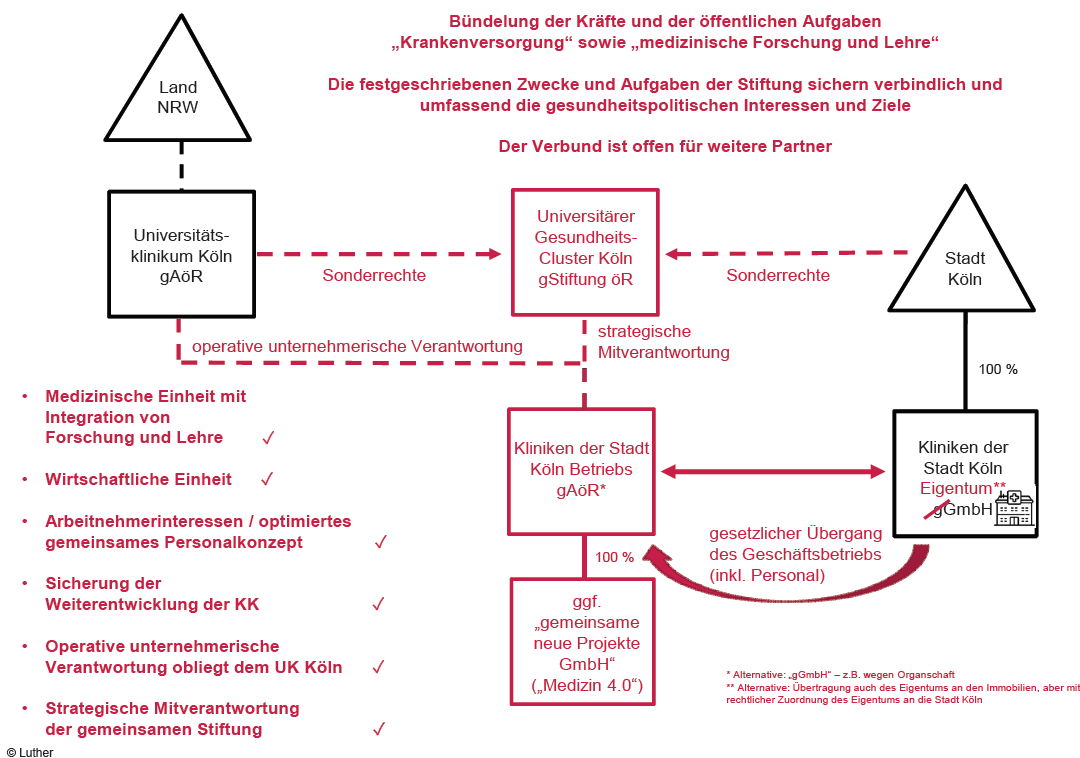 Bündelung der Kräfte und der öffentlichen Aufgaben
„Krankenversorgung“ sowie „medizinische Forschung und Lehre“
Die festgeschriebenen Zwecke und Aufgaben der Stiftung sichern verbindlich und
umfassend die gesundheitspolitischen Interessen und Ziele
Der Verbund ist offen für weitere Partner
Land
NRW
Universitäts-
klinikum Köln
gAöR
Sonderrechte
Universitärer
Gesundheits-
Cluster Köln
gStiftung öR
Sonderrechte
Stadt
Köln
operative unternehmerische Verantwortung
strategische
Mitverantwortung
100 %
• Medizinische Einheit mit
Integration von
Forschung und Lehre ✓
• Wirtschaftliche Einheit ✓
• Arbeitnehmerinteressen / optimiertes
gemeinsames Personalkonzept ✓
• Sicherung der
Weiterentwicklung der KK ✓
• Operative unternehmerische
Verantwortung obliegt dem UK Köln ✓
• Strategische Mitverantwortung
der gemeinsamen Stiftung ✓
Kliniken der Stadt
Köln Betriebs
gAöR*
Kliniken der
Stadt Köln
Eigentum**
gGmbH
gesetzlicher Übergang
des Geschäftsbetriebs
(inkl. Personal)
100 %
ggf.
„gemeinsame
neue Projekte
GmbH“
(„Medizin 4.0“)
* Alternative: „gGmbH“ – z.B. wegen Organschaft
** Alternative: Übertragung auch des Eigentums an den Immobilien, aber mit
rechtlicher Zuordnung des Eigentums an die Stadt Köln
© Luther